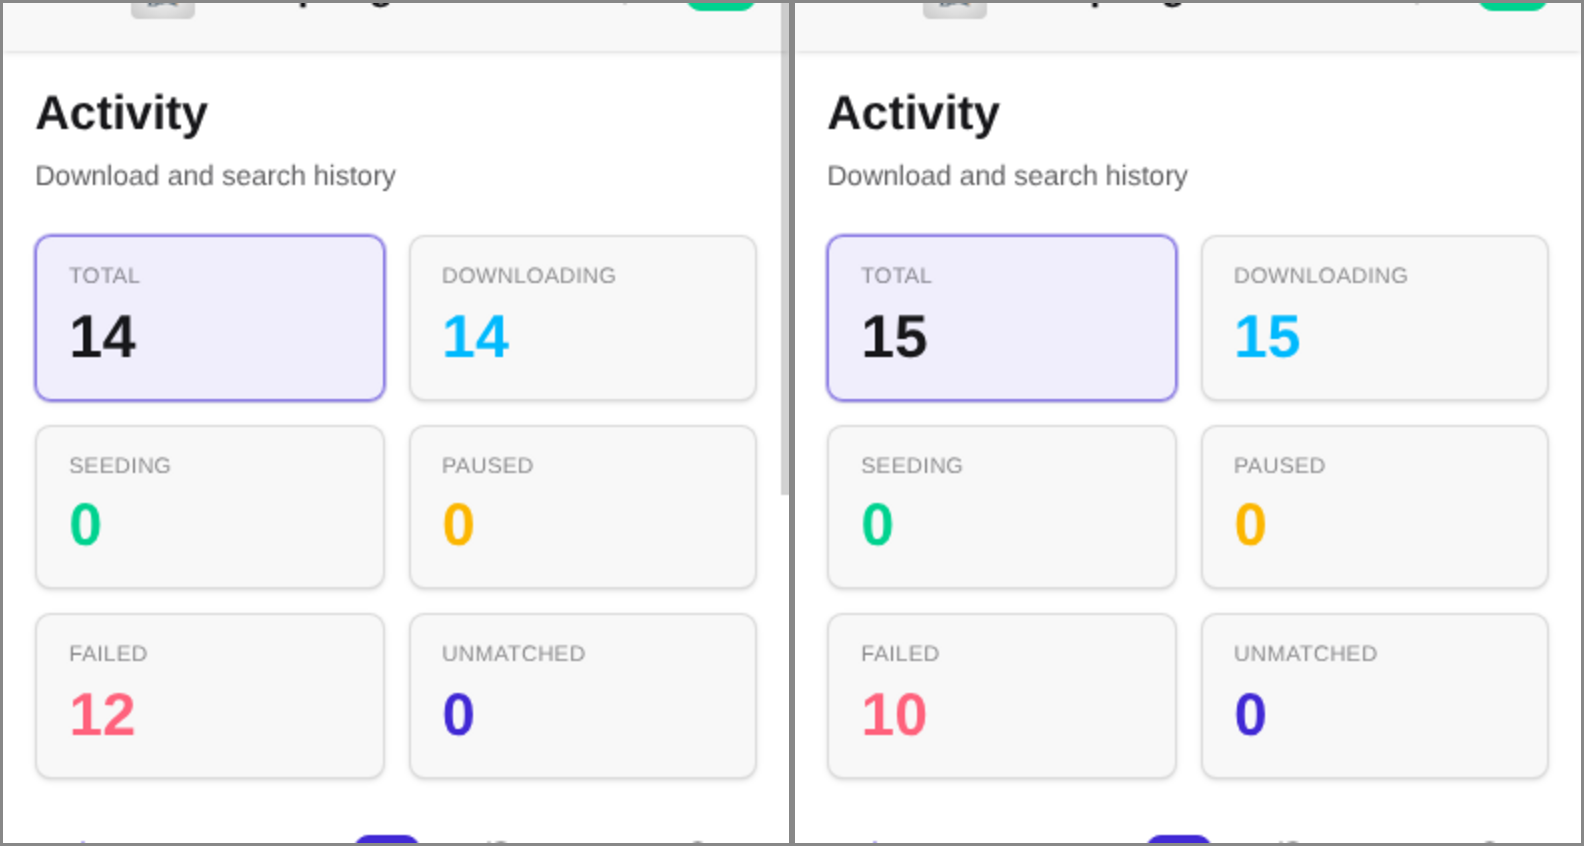 Activity
Download and search history
TOTAL
14
DOWNLOADING
14
SEEDING
0
PAUSED
0
FAILED
12
UNMATCHED
0
Activity
Download and search history
TOTAL
15
DOWNLOADING
15
SEEDING
0
PAUSED
0
FAILED
10
UNMATCHED
0